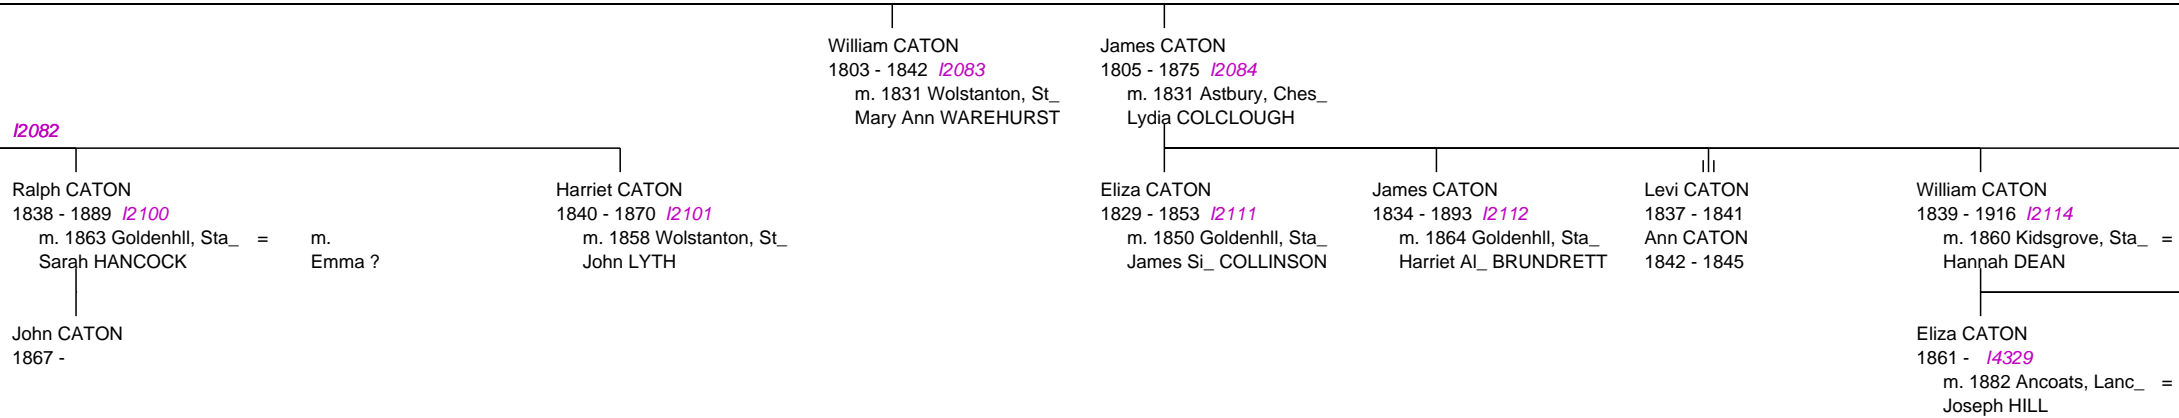 William CATON
1803 - 1842 I2083
m. 1831 Wolstanton, St_
Mary Ann WAREHURST
James CATON
1805 - 1875 I2084
m. 1831 Astbury, Ches_
Lydia COLCLOUGH
I2082
Ralph CATON
1838 - 1889 I2100
m. 1863 Goldenhll, Sta_ =
Sarah HANCOCK
m.
Emma ?
Harriet CATON
1840 - 1870 I2101
m. 1858 Wolstanton, St_
John LYTH
Eliza CATON
1829 - 1853 I2111
m. 1850 Goldenhll, Sta_
James Si_ COLLINSON
James CATON
1834 - 1893 I2112
m. 1864 Goldenhll, Sta_
Harriet Al_ BRUNDRETT
Levi CATON
1837 - 1841
Ann CATON
1842 - 1845
William CATON
1839 - 1916 I2114
m. 1860 Kidsgrove, Sta_ =
Hannah DEAN
John CATON
1867 -
Eliza CATON
1861 - I4329
m. 1882 Ancoats, Lanc_ =
Joseph HILL